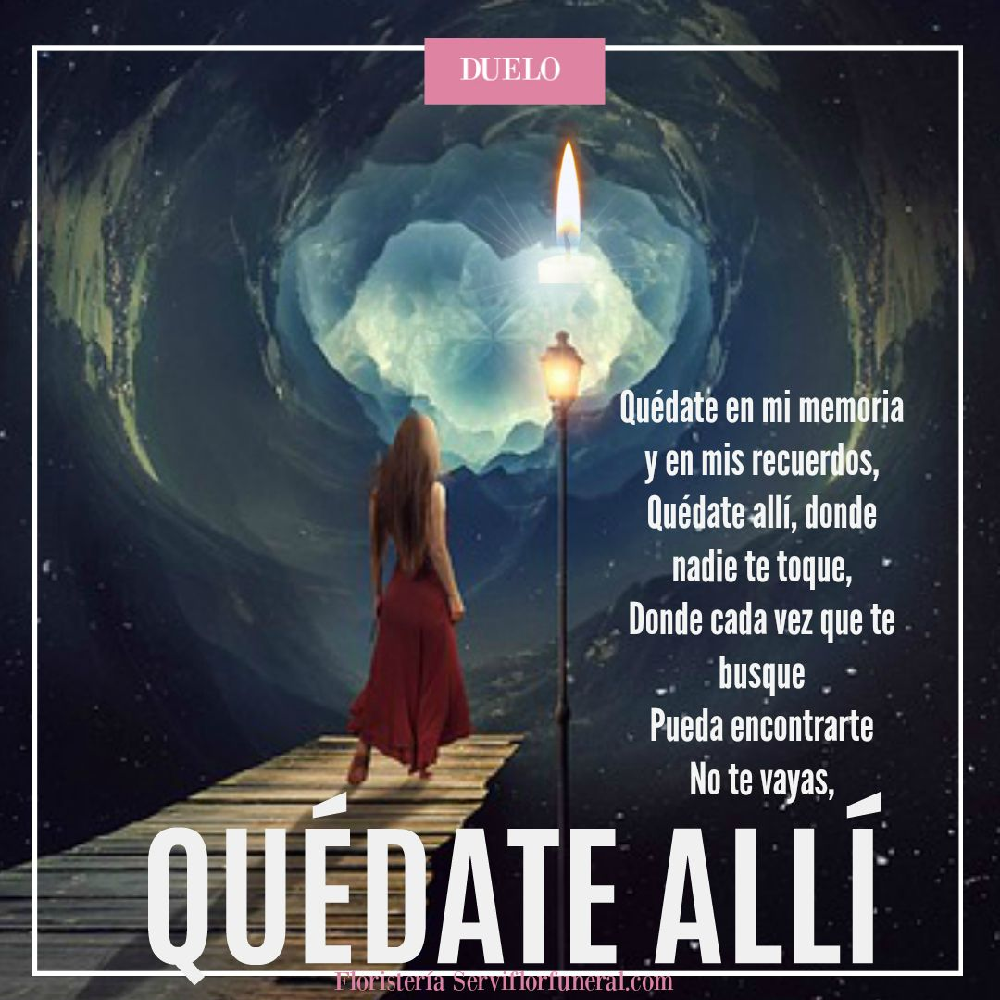 DUELO
Quédate en mi memoria
y en mis recuerdos,
Quédate allí, donde
nadie te toque,
Donde cada vez que te
busque
Pueda encontrarte
No te vayas,
QUÉDATE ALLÍ
Floristería Serviflorfuneral.com